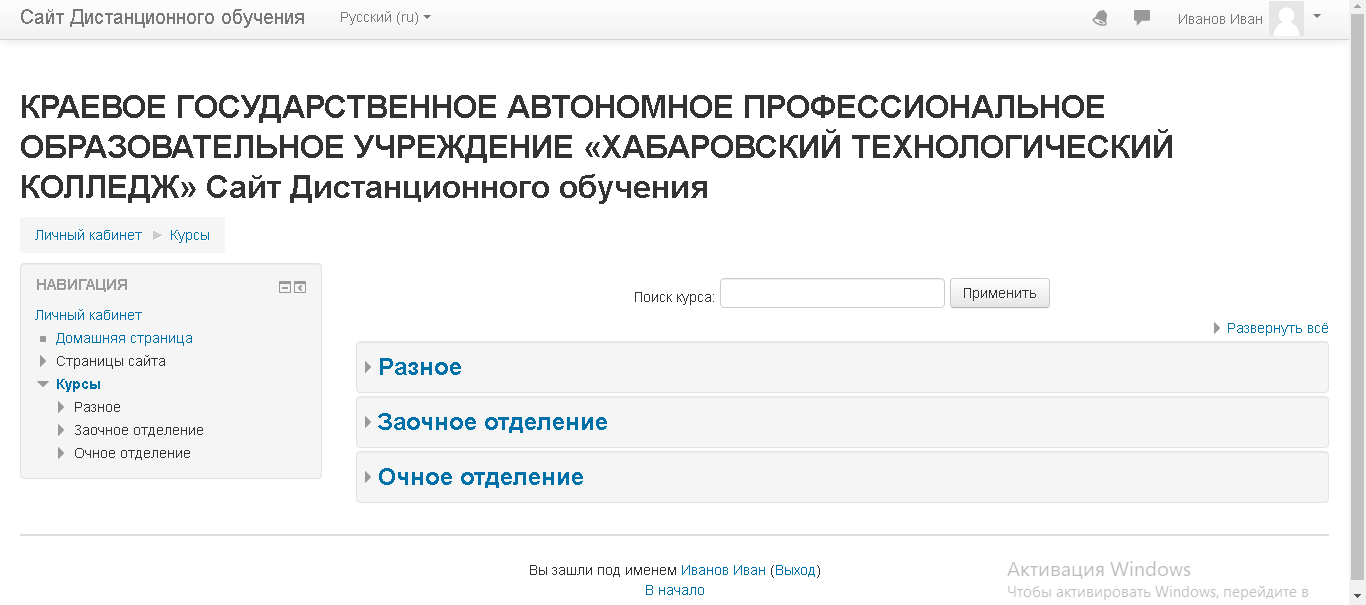 Сайт Дистанционного обучения Русский (ru)
Иванов Иван
КРАЕВОЕ ГОСУДАРСТВЕННОЕ АВТОНОМНОЕ ПРОФЕССИОНАЛЬНОЕ
ОБРАЗОВАТЕЛЬНОЕ УЧРЕЖДЕНИЕ «ХАБАРОВСКИЙ ТЕХНОЛОГИЧЕСКИЙ
КОЛЛЕДЖ» Сайт Дистанционного обучения
Личный кабинет Курсы
НАВИГАЦИЯ
Личный кабинет
Домашняя страница
Страницы сайта
Курсы
Разное
Заочное отделение
Очное отделение
Поиск курса: Применить
Развернуть всё
Разное
Заочное отделение
Очное отделение
Вы зашли под именем Иванов Иван (Выход)
В начало
Активация Windows
Чтобы активировать Windows, перейдите в